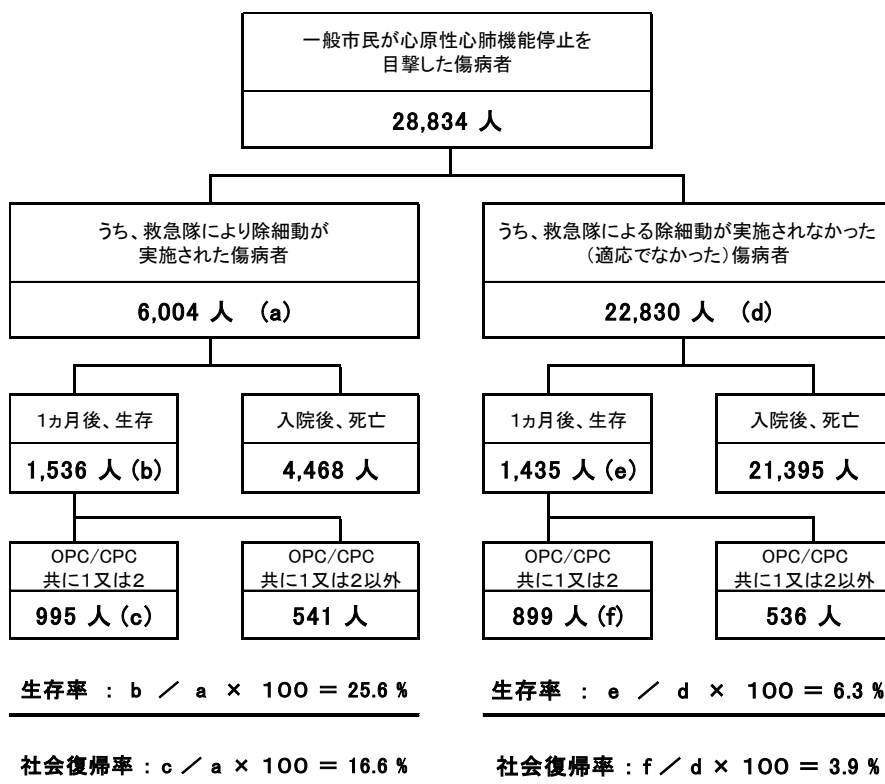 一般市民が心原性心肺機能停止を
目撃した傷病者
28,834 人
うち、救急隊により除細動が
実施された傷病者
6,004 人 (a)
うち、救急隊による除細動が実施されなかった
(適応でなかった)傷病者
22,830 人 (d)
1ヵ月後、生存
1,536 人 (b)
入院後、死亡
4,468 人
1ヵ月後、生存
1,435 人 (e)
入院後、死亡
21,395 人
OPC/CPC
共に1又は2
995 人 (c)
OPC/CPC
共に1又は2以外
541 人
OPC/CPC
共に1又は2
899 人 (f)
OPC/CPC
共に1又は2以外
536 人
生存率 : b / a × 100 = 25.6 %
生存率 : e / d × 100 = 6.3 %
社会復帰率 : c / a × 100 = 16.6 %
社会復帰率 : f / d × 100 = 3.9 %